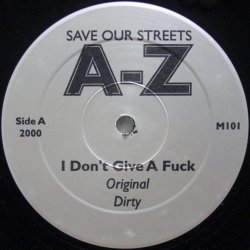 SAVE OUR STREETS
A-Z
Side A
2000
M101
I Don't Give A Fuck
Original
Dirty